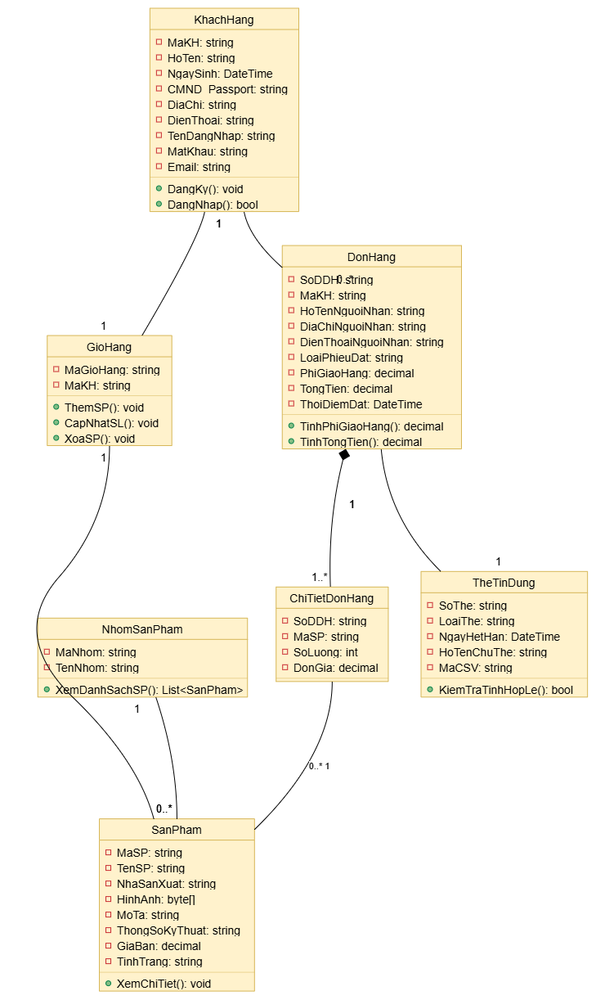 KhachHang
MaKH: string
HoTen: string
NgaySinh: DateTime
CMND_Passport: string
DiaChi: string
DienThoai: string
TenDangNhap: string
MatKhau: string
Email: string
DangKy(): void
DangNhap(): bool
1
DonHang
SoDDH: string
0..*
MaKH: string
HoTenNguoiNhan: string
DiaChiNguoiNhan: string
DienThoaiNguoiNhan: string
LoaiPhieuDat: string
PhiGiaoHang: decimal
TongTien: decimal
ThoiDiemDat: DateTime
TinhPhiGiaoHang(): decimal
TinhTongTien(): decimal
1
GioHang
MaGioHang: string
MaKH: string
ThemSP(): void
CapNhatSL(): void
XoaSP(): void
1
1
1..*
1
ChiTietDonHang
SoDDH: string
MaSP: string
SoLuong: int
DonGia: decimal
TheTinDung
SoThe: string
LoaiThe: string
NgayHetHan: DateTime
HoTenChuThe: string
MaCSV: string
KiemTraTinhHopLe(): bool
NhomSanPham
MaNhom: string
TenNhom: string
XemDanhSachSP(): List<SanPham>
1
0..* 1
0..*
SanPham
MaSP: string
TenSP: string
NhaSanXuat: string
HinhAnh: byte[]
MoTa: string
ThongSoKyThuat: string
GiaBan: decimal
TinhTrang: string
XemChiTiet(): void